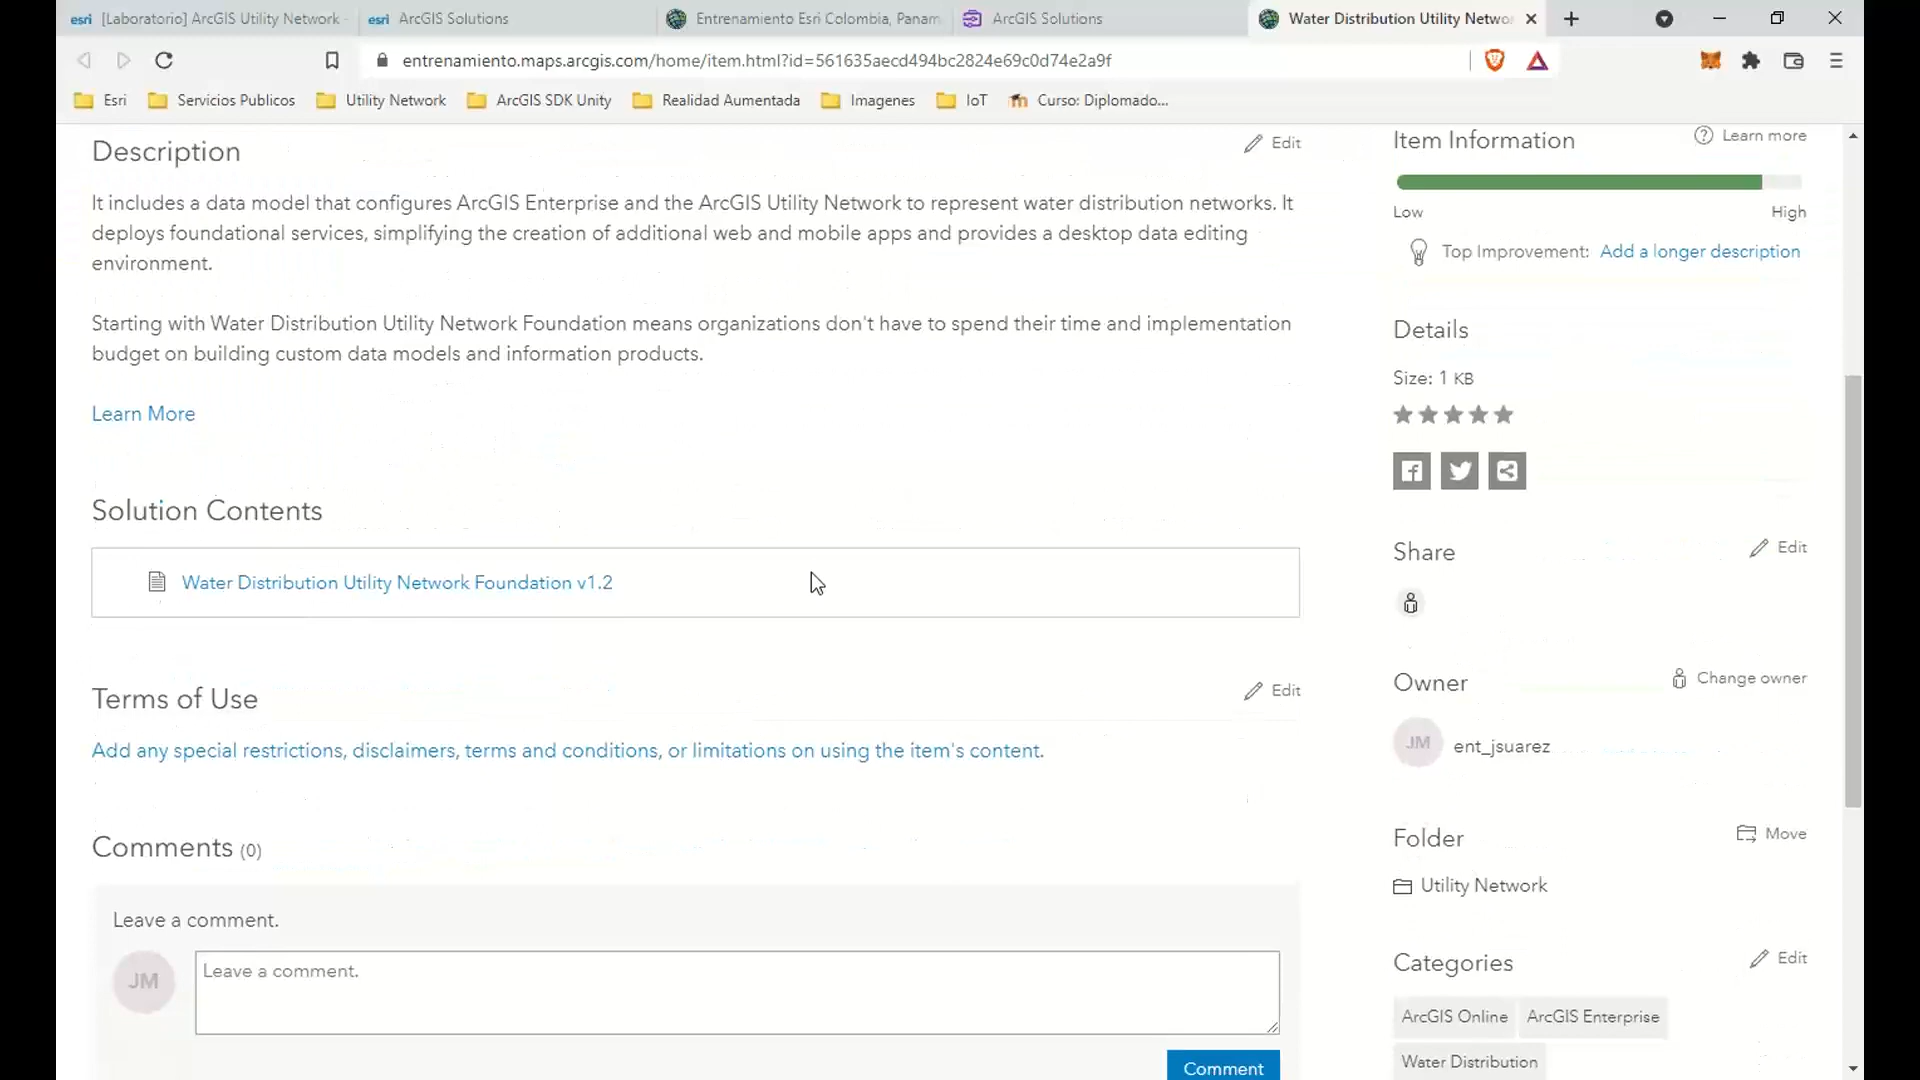 esri [Laboratorio] ArcGIS Utility Network
esri ArcGIS Solutions
Entrenamiento Esri Colombia, Panam
ArcGIS Solutions
Water Distribution Utility Netwo
entrenamiento.maps.arcgis.com/home/item.html?id=561635aecd494bc2824e69c0d74e2a9f
Esri
Servicios Publicos
Utility Network
ArcGIS SDK Unity
Realidad Aumentada
Imagenes
IoT
Curso: Diplomado...
Description
Edit
It includes a data model that configures ArcGIS Enterprise and the ArcGIS Utility Network to represent water distribution networks. It
deploys foundational services, simplifying the creation of additional web and mobile apps and provides a desktop data editing
environment.
Starting with Water Distribution Utility Network Foundation means organizations don't have to spend their time and implementation
budget on building custom data models and information products.
Learn More
Solution Contents
Water Distribution Utility Network Foundation v1.2
Terms of Use
Edit
Add any special restrictions, disclaimers, terms and conditions, or limitations on using the item's content.
Comments (0)
Leave a comment.
JM
Leave a comment.
Comment
Item Information
Learn more
Low
High
Top Improvement: Add a longer description
Details
Size: 1 KB
Share
Edit
Owner
Change owner
JM
ent_jsuarez
Folder
Move
Utility Network
Categories
Edit
ArcGIS Online
ArcGIS Enterprise
Water Distribution